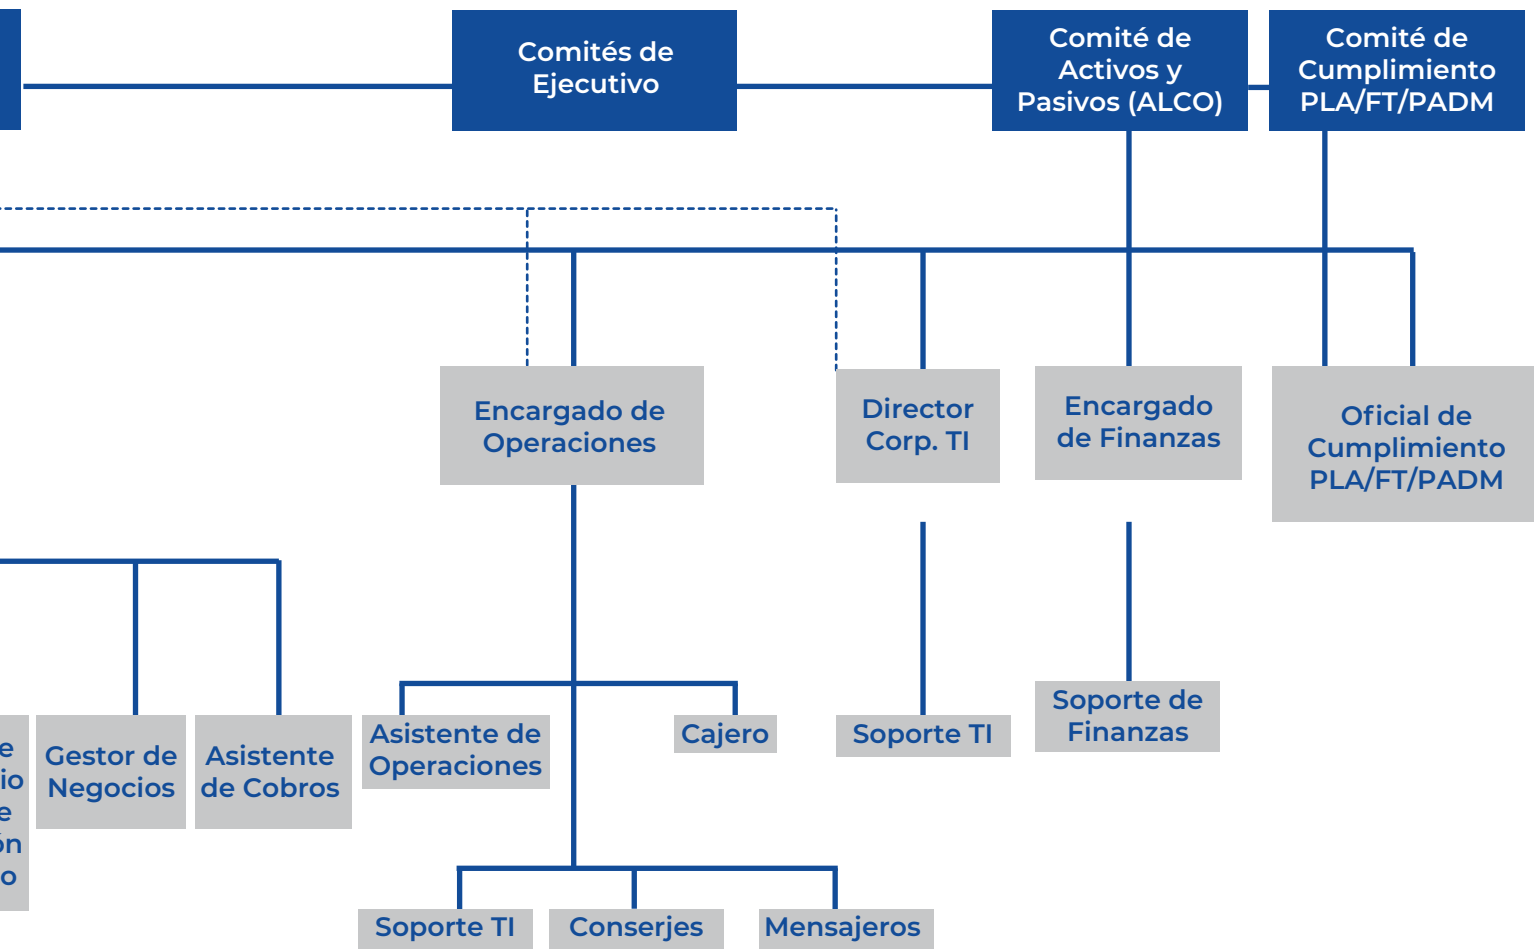 Comités de
Ejecutivo
Comité de
Activos y
Pasivos (ALCO)
Comité de
Cumplimiento
PLA/FT/PADM
Encargado de
Operaciones
Director
Corp. TI
Encargado
de Finanzas
Oficial de
Cumplimiento
PLA/FT/PADM
Gestor de
Negocios
Asistente
de Cobros
Asistente de
Operaciones
Cajero
Soporte TI
Soporte de
Finanzas
Soporte TI
Conserjes
Mensajeros